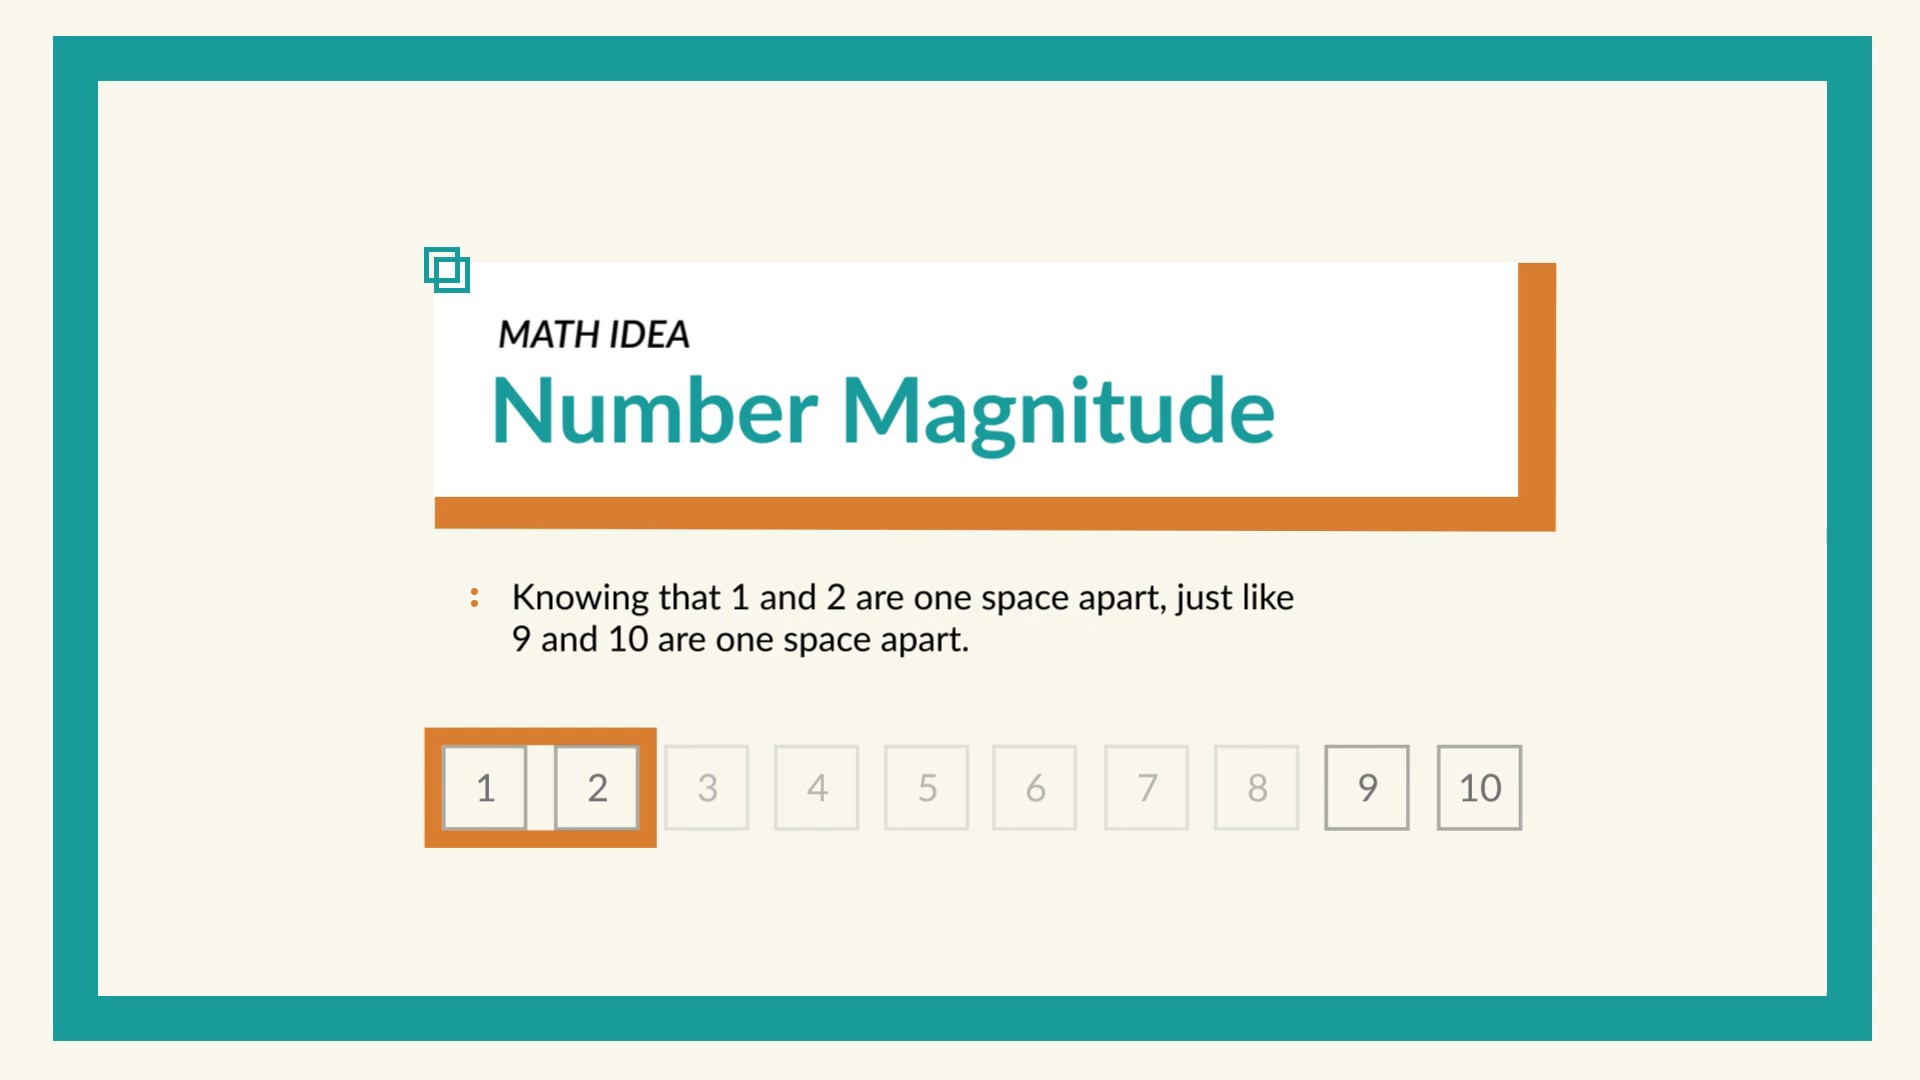 MATH IDEA
Number Magnitude
Knowing that 1 and 2 are one space apart, just like
9 and 10 are one space apart.
1 2 3 4 5 6 7 8 9 10